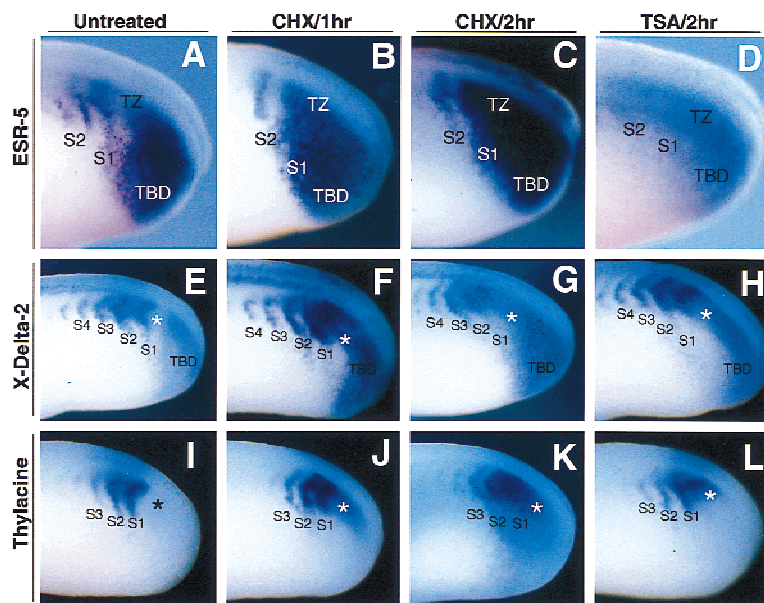 Untreated CHX/1hr CHX/2hr TSA/2hr
ESR-5
A B C D
TZ TZ TZ TZ
S2 S2 S2 S2
S1 S1 S1 S1
TBD TBD TBD TBD
X-Delta-2
E F G H
* * * *
S4 S3 S2 S1 TBD
S4 S3 S2 S1 TBD
S4 S3 S2 S1 TBD
S4 S3 S2 S1 TBD
Thylacine
I J K L
* * * *
S3 S2 S1
S3 S2 S1
S3 S2 S1
S3 S2 S1